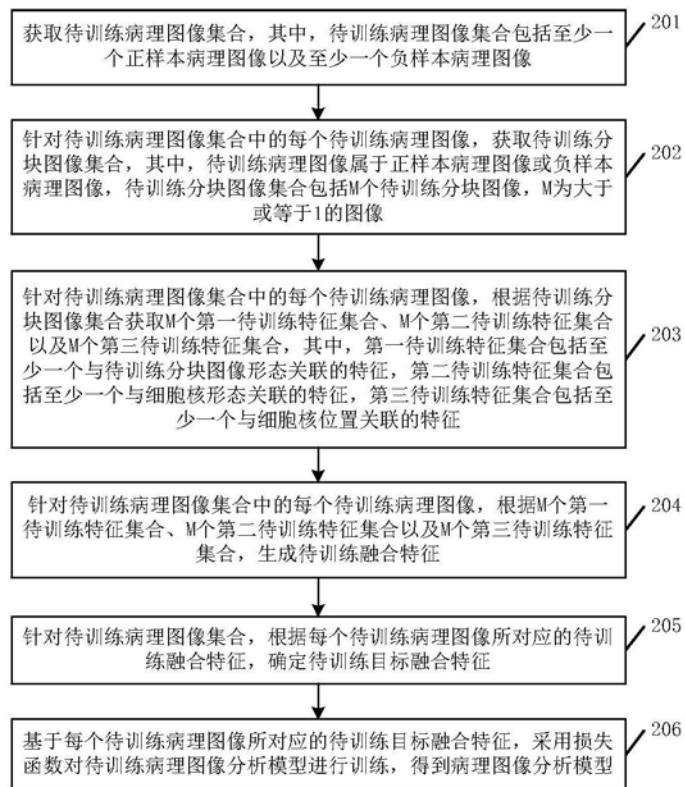 获取待训练病理图像集合，其中，待训练病理图像集合包括至少一
个正样本病理图像以及至少一个负样本病理图像
201
针对待训练病理图像集合中的每个待训练病理图像，获取待训练分
块图像集合，其中，待训练病理图像属于正样本病理图像或负样本
病理图像，待训练分块图像集合包括M个待训练分块图像，M为大于
或等于1的图像
202
针对待训练病理图像集合中的每个待训练病理图像，根据待训练分
块图像集合获取M个第一待训练特征集合、M个第二待训练特征集合
以及M个第三待训练特征集合，其中，第一待训练特征集合包括至
少一个与待训练分块图像形态关联的特征，第二待训练特征集合包
括至少一个与细胞核形态关联的特征，第三待训练特征集合包括至
少一个与细胞核位置关联的特征
203
针对待训练病理图像集合中的每个待训练病理图像，根据M个第一
待训练特征集合、M个第二待训练特征集合以及M个第三待训练特征
集合，生成待训练融合特征
204
针对待训练病理图像集合，根据每个待训练病理图像所对应的待训
练融合特征，确定待训练目标融合特征
205
基于每个待训练病理图像所对应的待训练目标融合特征，采用损失
函数对待训练病理图像分析模型进行训练，得到病理图像分析模型
206